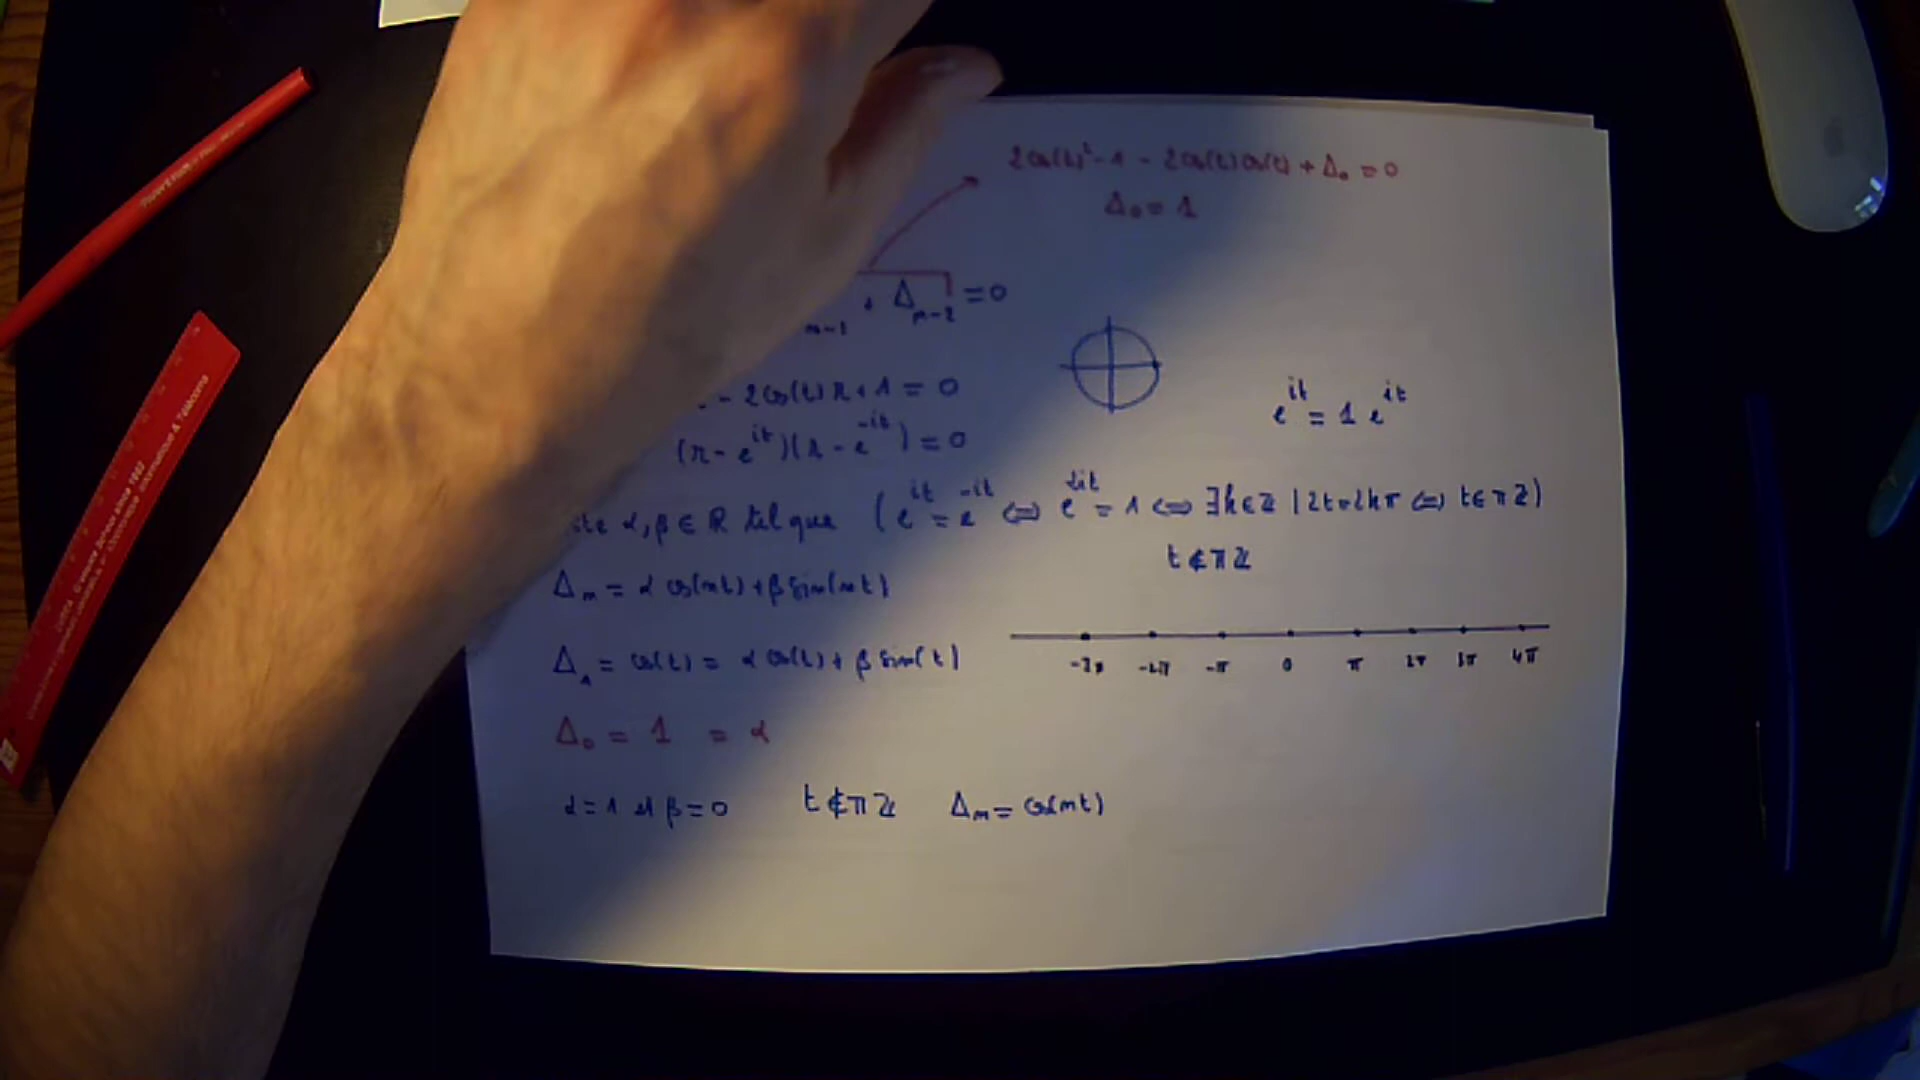 2cos(t)² - 1 - 2cos(t)cos(t) + Δ₀ = 0
Δ₀ = 1
n-1 + Δn-2 = 0
- 2cos(t)r + 1 = 0
(r - e^it)(r - e^-it) = 0
e^it = 1 e^it
α, β ∈ ℝ tel que (e^it = e^-it ⇔ e^2it = 1 ⇔ ∃k∈ℤ | 2t=2kπ ⇔ t∈πℤ)
t ∉ πℤ
Δn = α cos(nt) + β sin(nt)
Δ₁ = cos(t) = α cos(t) + β sin(t)
-2π -π 0 π 2π 3π 4π
Δ₀ = 1 = α
α = 1 et β = 0 t ∉ πℤ Δn = cos(nt)